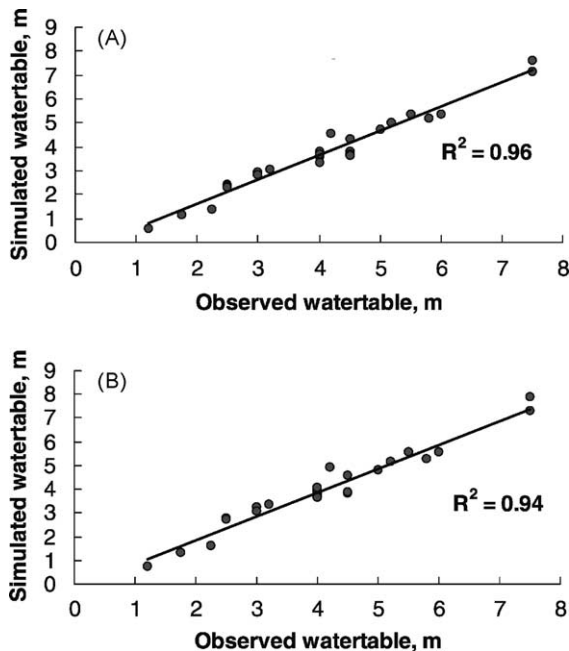 (A)
Simulated watertable, m
9
8
7
6
5
4
3
2
1
0
R² = 0.96
0 1 2 3 4 5 6 7 8
Observed watertable, m
(B)
Simulated watertable, m
9
8
7
6
5
4
3
2
1
0
R² = 0.94
0 1 2 3 4 5 6 7 8
Observed watertable, m